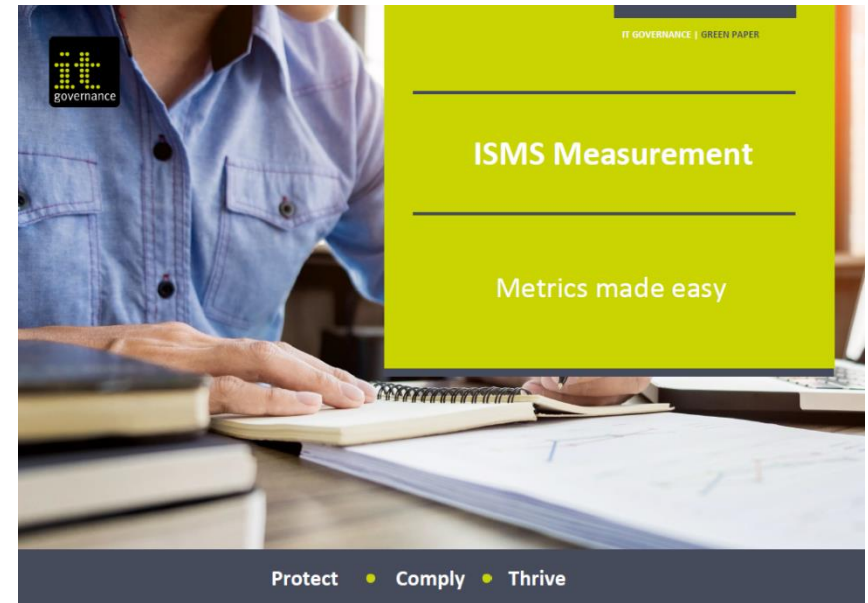 IT GOVERNANCE | GREEN PAPER
it
governance
ISMS Measurement
Metrics made easy
Protect • Comply • Thrive